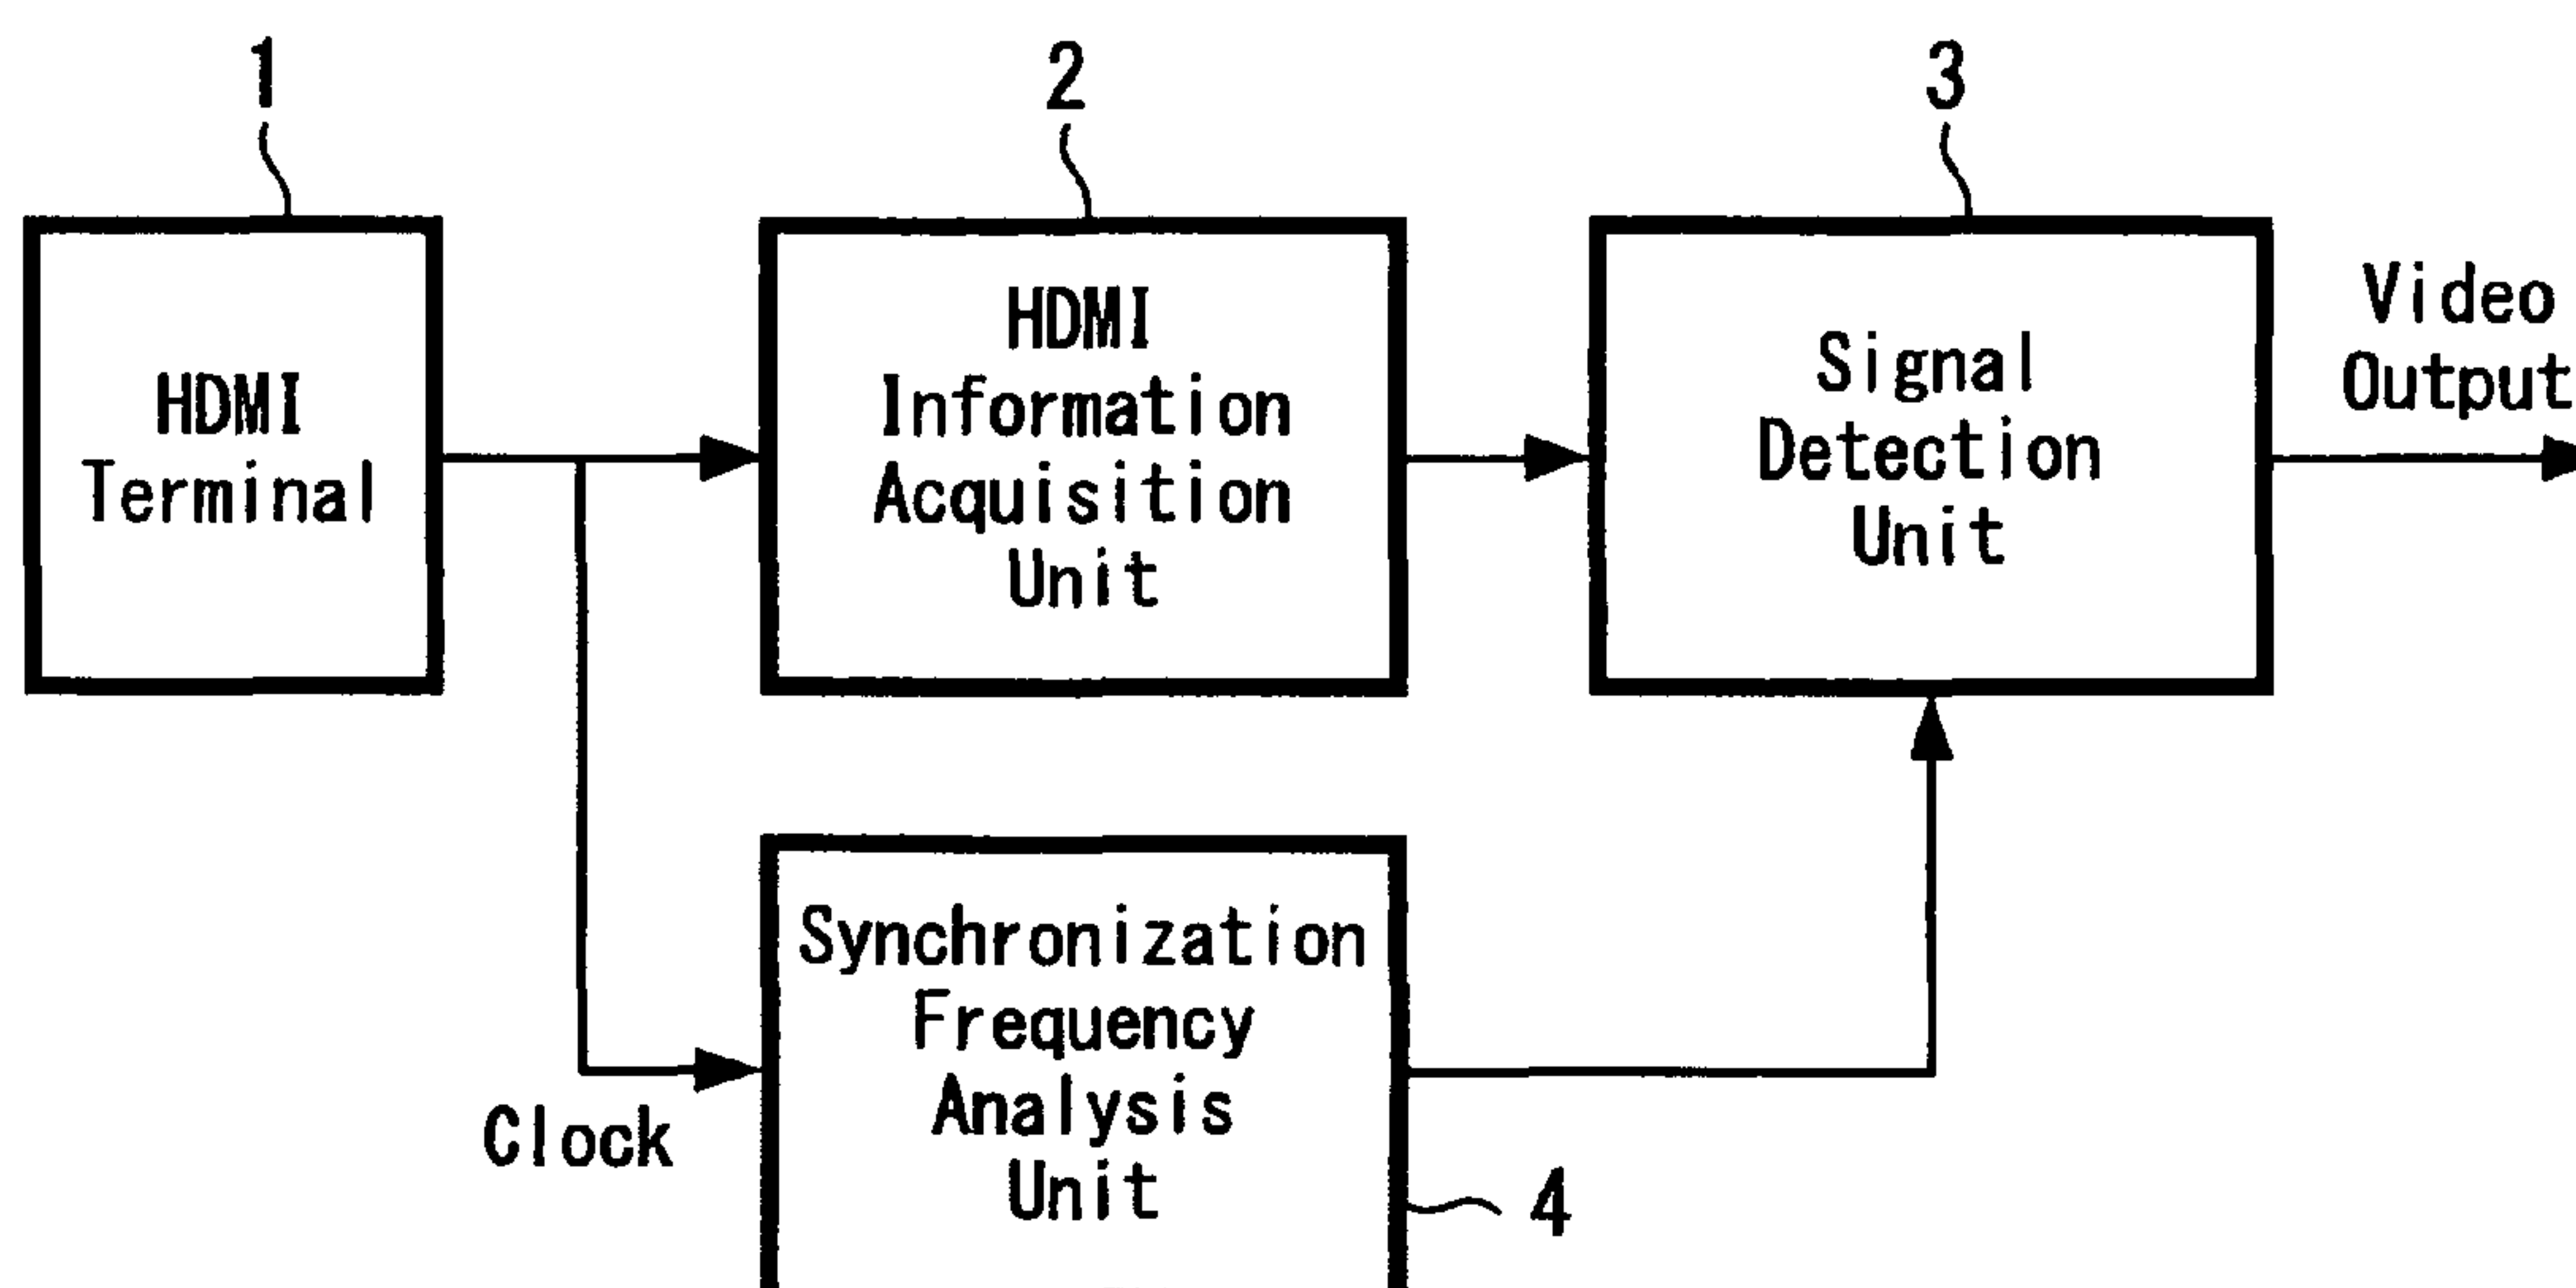 1
2
3
HDMI
Terminal
HDMI
Information
Acquisition
Unit
Signal
Detection
Unit
Video
Output
Clock
Synchronization
Frequency
Analysis
Unit
4